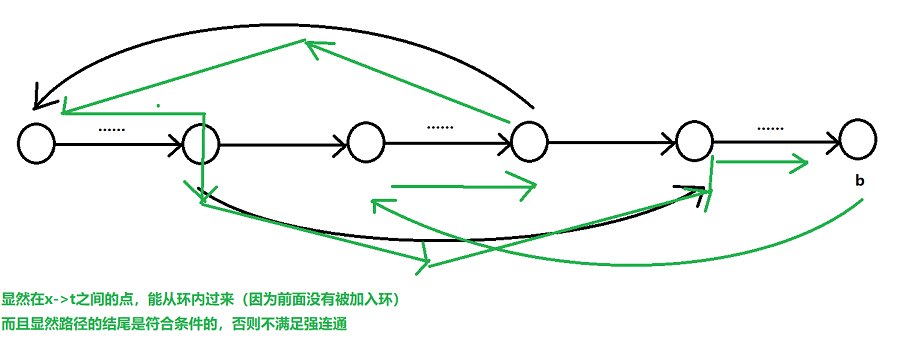 ......
......
......
b
显然在x->t之间的点，能从环内过来（因为前面没有被加入环）
而且显然路径的结尾是符合条件的，否则不满足强连通